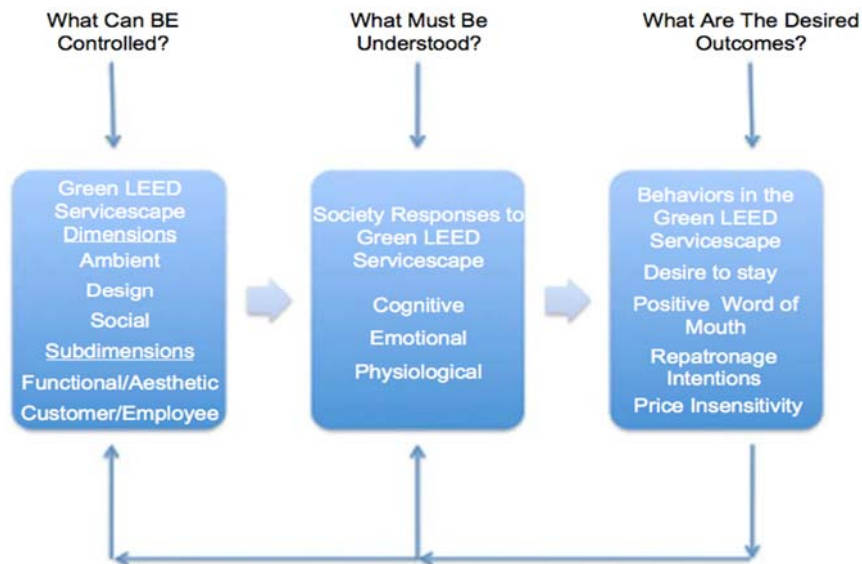 What Can BE
Controlled?
What Must Be
Understood?
What Are The Desired
Outcomes?
Green LEED
Servicescape
Dimensions
Ambient
Design
Social
Subdimensions
Functional/Aesthetic
Customer/Employee
Society Responses to
Green LEED
Servicescape
Cognitive
Emotional
Physiological
Behaviors in the
Green LEED
Servicescape
Desire to stay
Positive Word of
Mouth
Repatronage
Intentions
Price Insensitivity